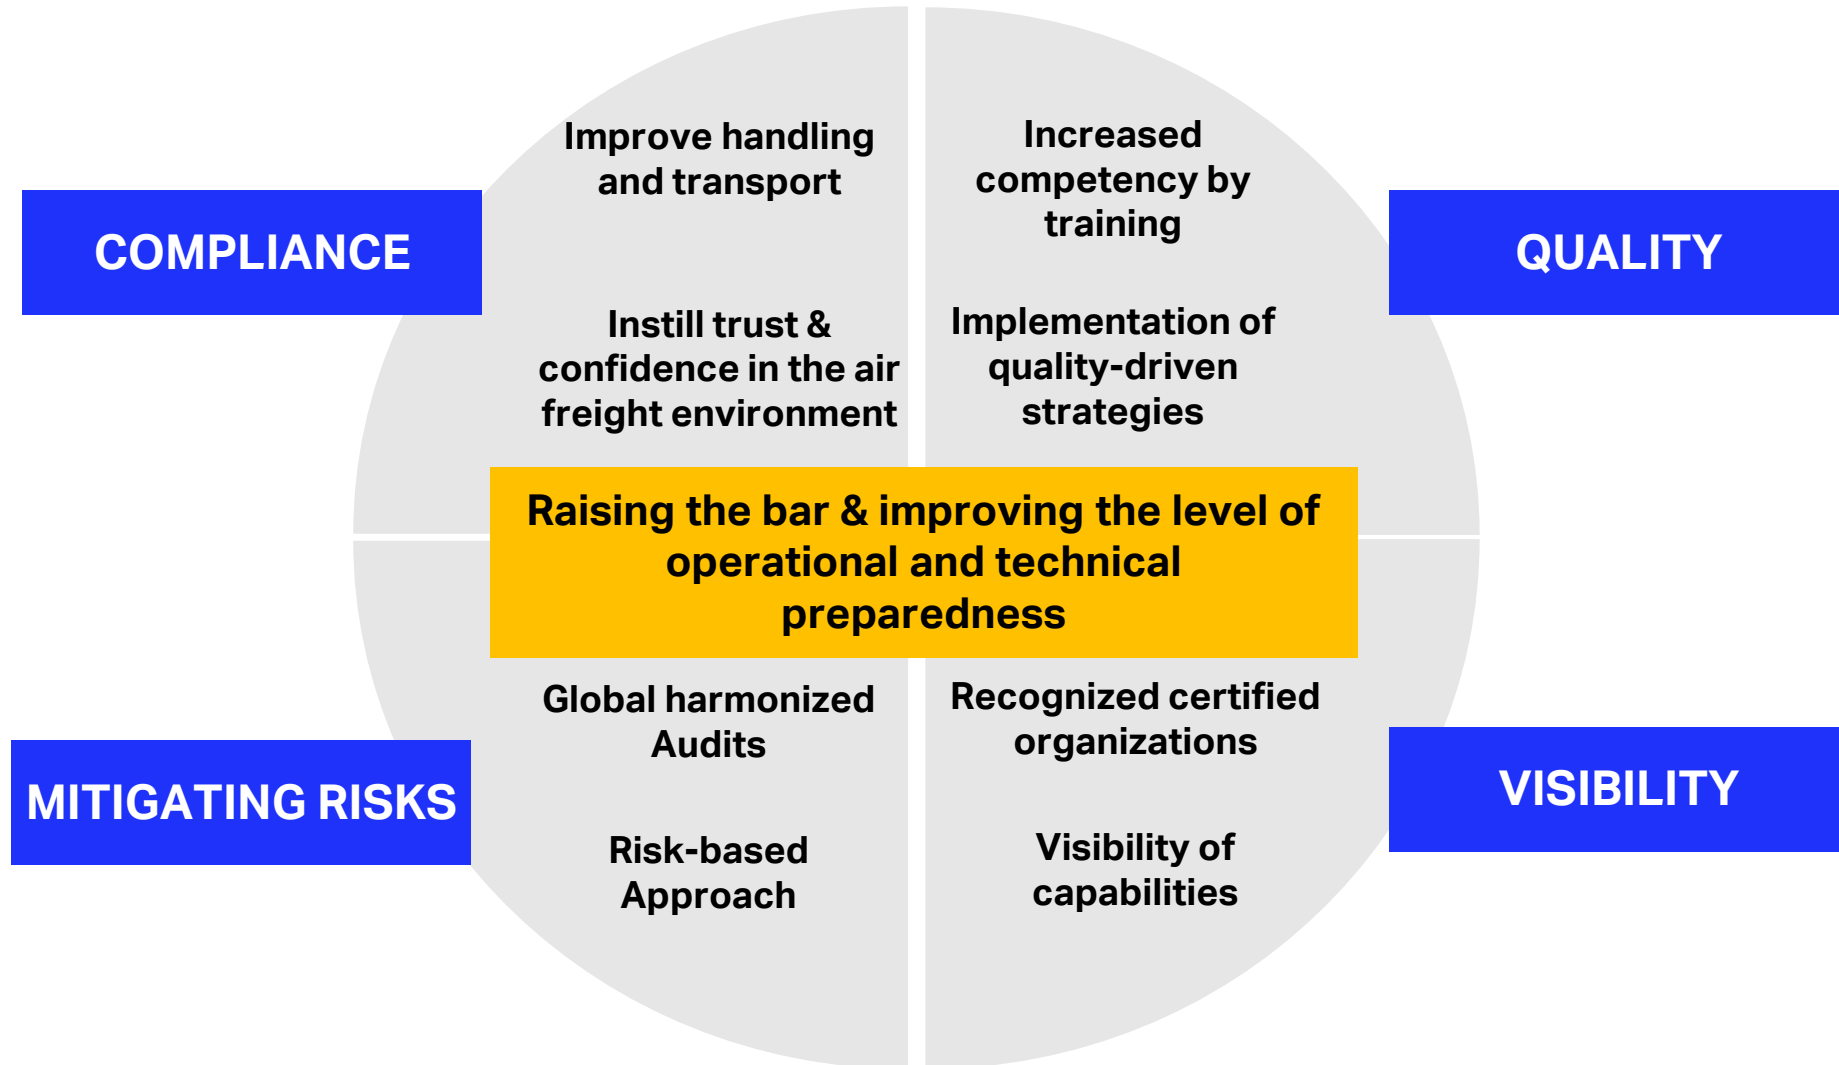 COMPLIANCE
Improve handling
and transport
Instill trust &
confidence in the air
freight environment
Increased
competency by
training
Implementation of
quality-driven
strategies
QUALITY
Raising the bar & improving the level of
operational and technical
preparedness
MITIGATING RISKS
Global harmonized
Audits
Risk-based
Approach
Recognized certified
organizations
Visibility of
capabilities
VISIBILITY